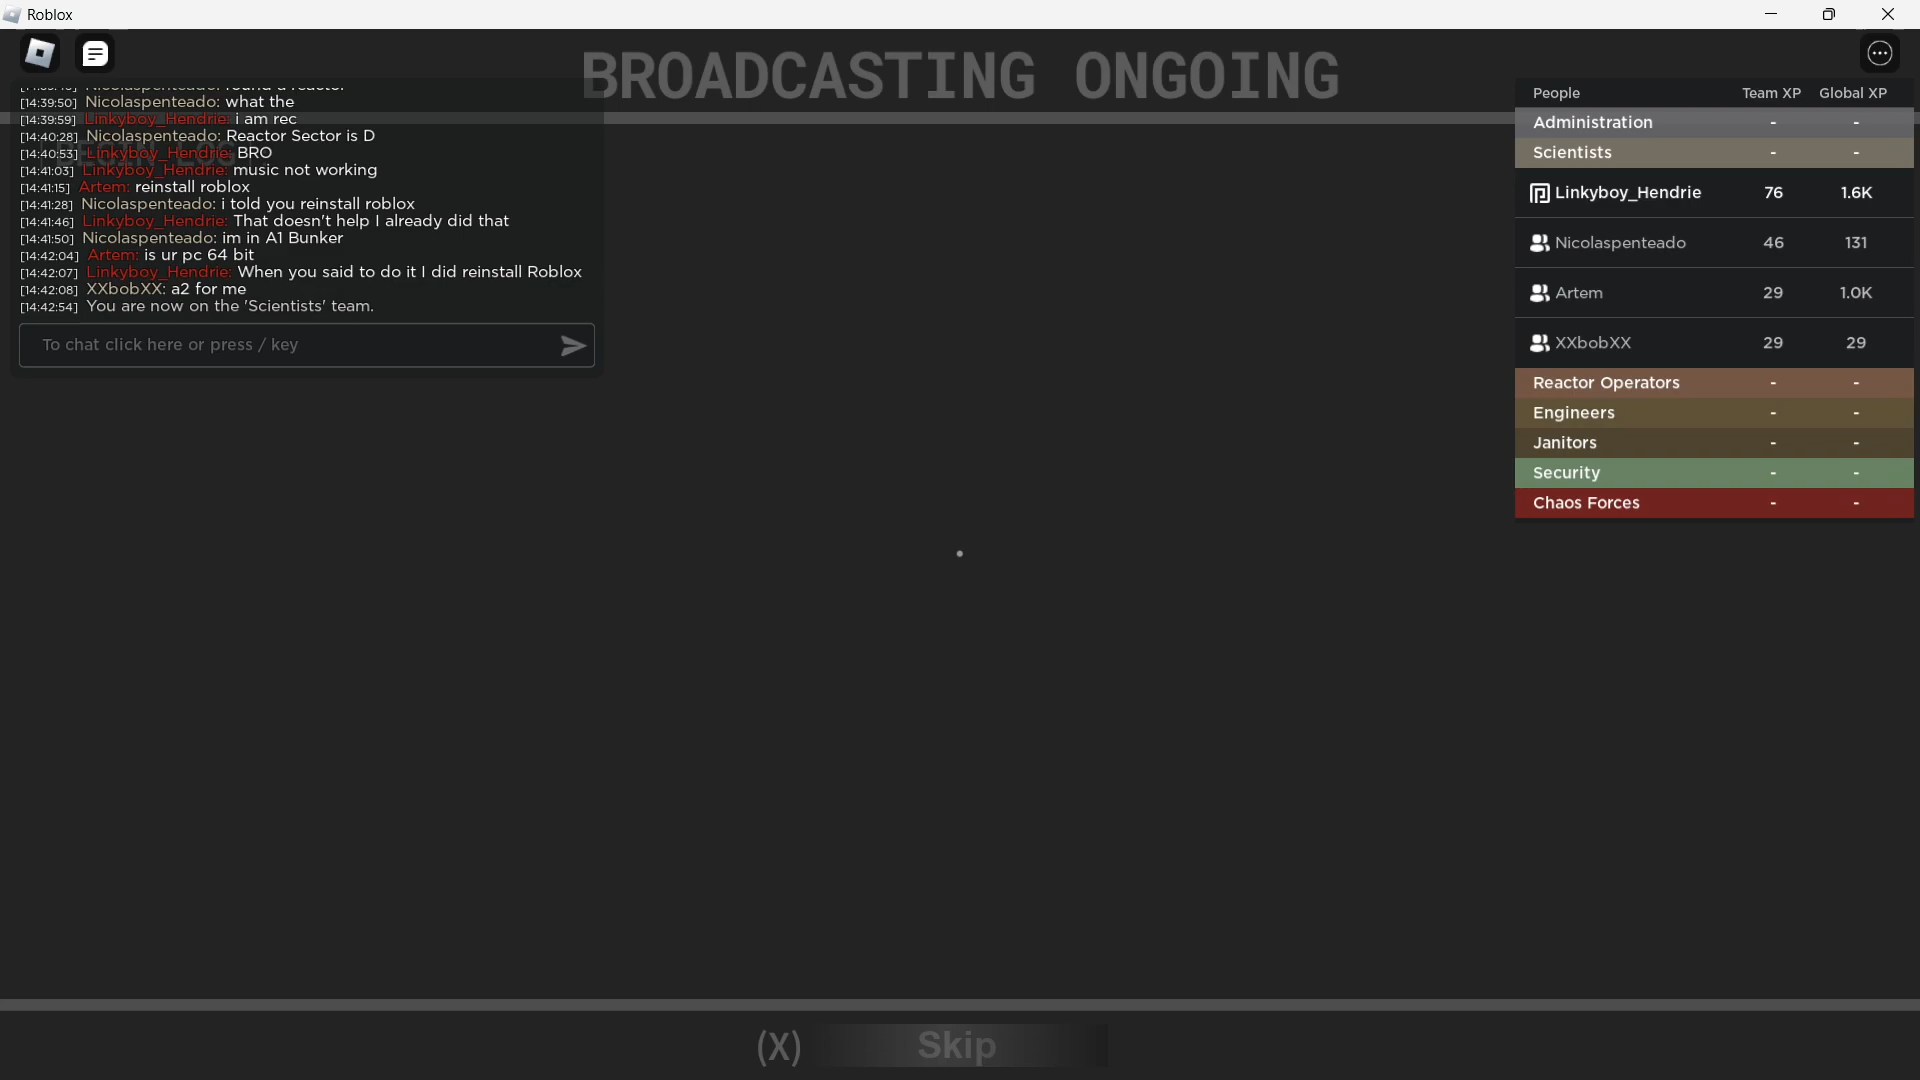 Roblox
BROADCASTING ONGOING
[14:39:50] Nicolaspenteado: what the
[14:39:59] Linkyboy_Hendrie: i am rec
[14:40:28] Nicolaspenteado: Reactor Sector is D
BEGIN LOG
[14:40:53] Linkyboy_Hendrie: BRO
[14:41:03] Linkyboy_Hendrie: music not working
[14:41:15] Artem: reinstall roblox
[14:41:28] Nicolaspenteado: i told you reinstall roblox
[14:41:46] Linkyboy_Hendrie: That doesn't help I already did that
[14:41:50] Nicolaspenteado: im in A1 Bunker
[14:42:04] Artem: is ur pc 64 bit
[14:42:07] Linkyboy_Hendrie: When you said to do it I did reinstall Roblox
[14:42:08] XXbobXX: a2 for me
[14:42:54] You are now on the 'Scientists' team.
To chat click here or press / key
People Team XP Global XP
Administration - -
Scientists - -
Linkyboy_Hendrie 76 1.6K
Nicolaspenteado 46 131
Artem 29 1.0K
XXbobXX 29 29
Reactor Operators - -
Engineers - -
Janitors - -
Security - -
Chaos Forces - -
(X) Skip